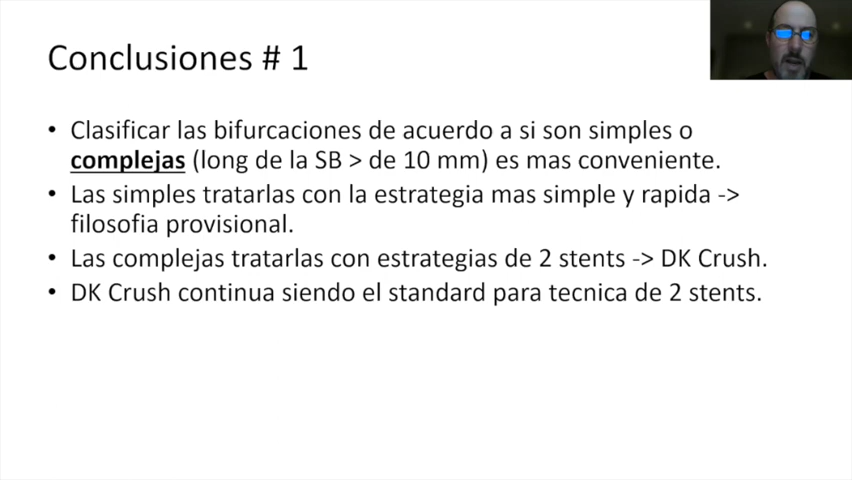 Conclusiones # 1
• Clasificar las bifurcaciones de acuerdo a si son simples o
complejas (long de la SB > de 10 mm) es mas conveniente.
• Las simples tratarlas con la estrategia mas simple y rapida ->
filosofia provisional.
• Las complejas tratarlas con estrategias de 2 stents -> DK Crush.
• DK Crush continua siendo el standard para tecnica de 2 stents.